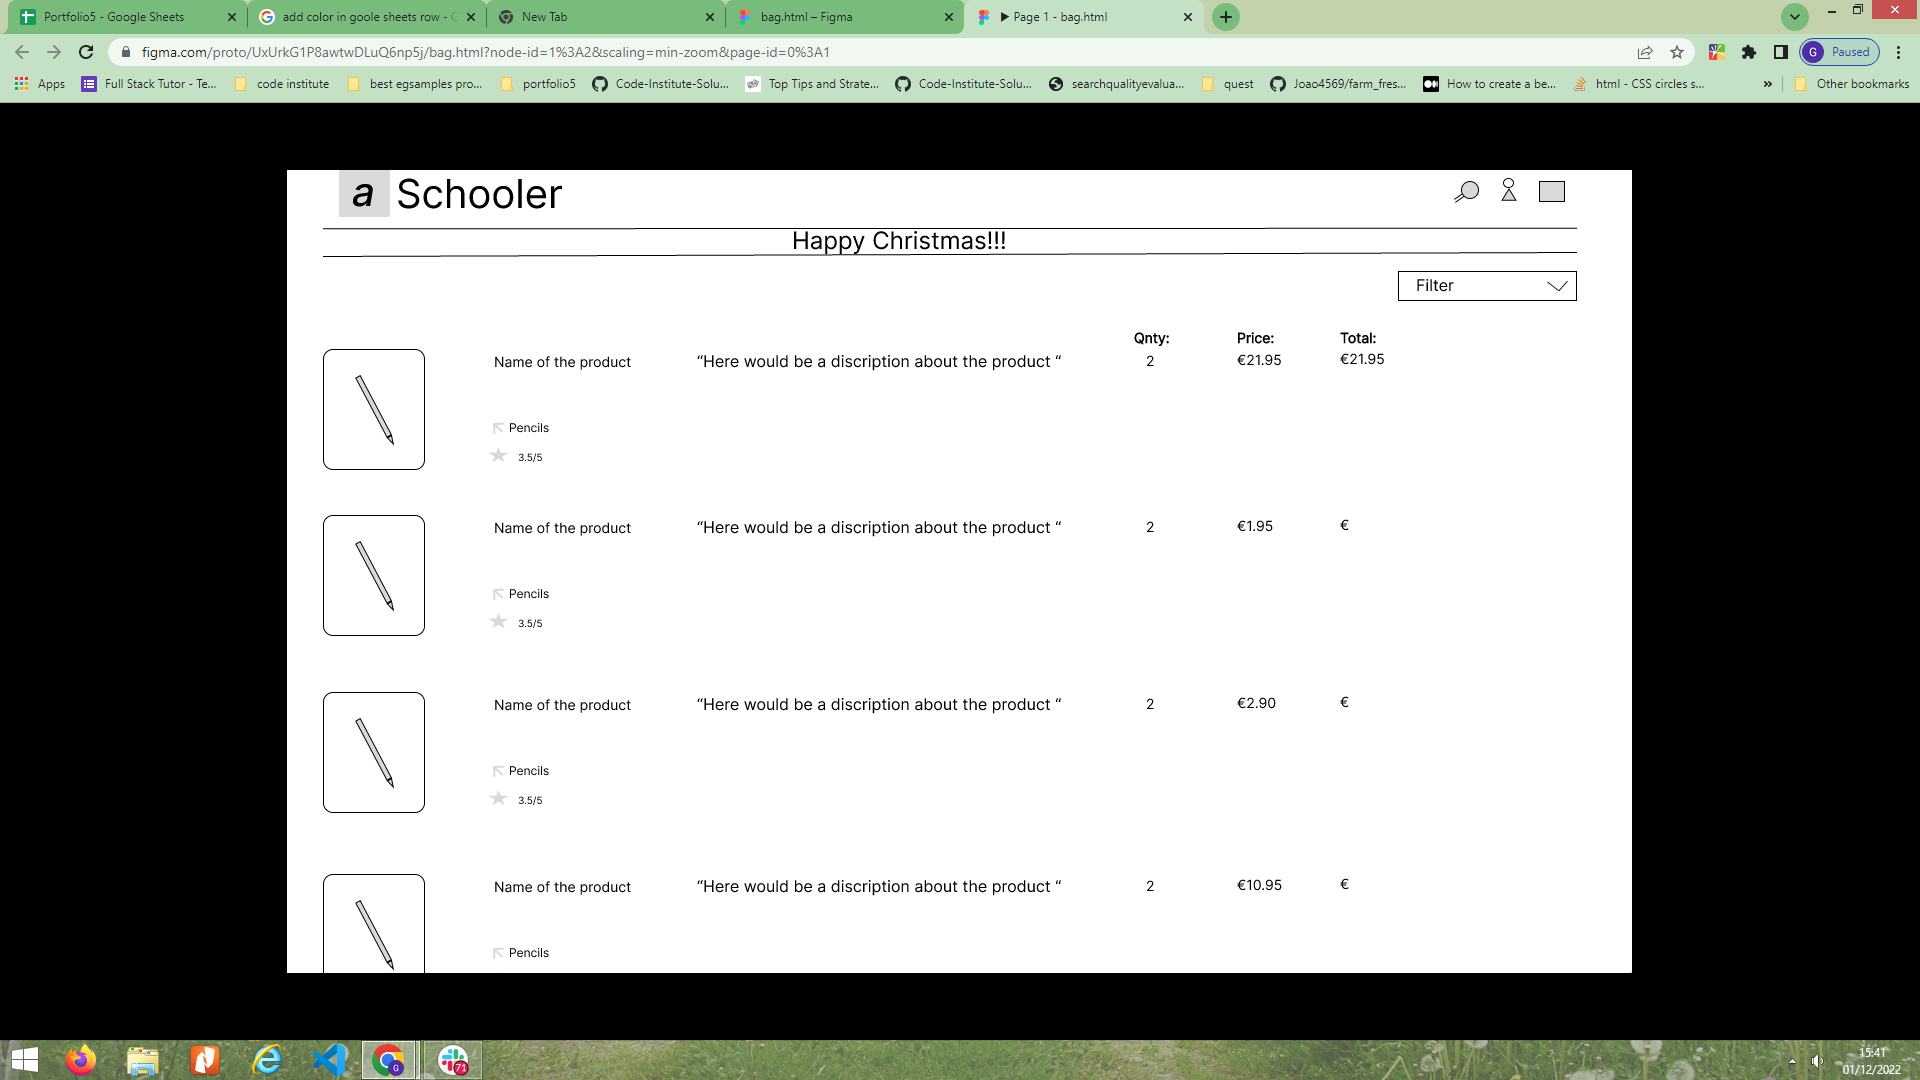 Portfolio5 - Google Sheets
add color in goole sheets row - G
New Tab
bag.html – Figma
Page 1 - bag.html
figma.com/proto/UxUrkG1P8awtwDLuQ6np5j/bag.html?node-id=1%3A2&scaling=min-zoom&page-id=0%3A1
G Paused
Apps
Full Stack Tutor - Te...
code institute
best egsamples pro...
portfolio5
Code-Institute-Solu...
Top Tips and Strate...
Code-Institute-Solu...
searchqualityevalua...
quest
Joao4569/farm_fres...
How to create a be...
html - CSS circles s...
»
Other bookmarks
a Schooler
Happy Christmas!!!
Filter
Qnty: Price: Total:
Name of the product “Here would be a discription about the product “ 2 €21.95 €21.95
Pencils
3.5/5
Name of the product “Here would be a discription about the product “ 2 €1.95 €
Pencils
3.5/5
Name of the product “Here would be a discription about the product “ 2 €2.90 €
Pencils
3.5/5
Name of the product “Here would be a discription about the product “ 2 €10.95 €
Pencils
G
71
15:41
01/12/2022